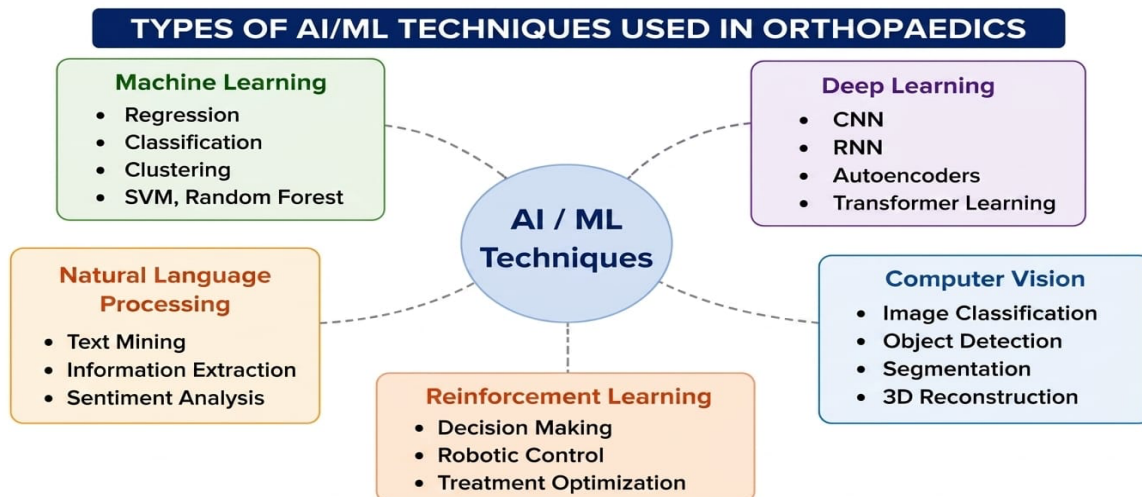 TYPES OF AI/ML TECHNIQUES USED IN ORTHOPAEDICS
Machine Learning
• Regression
• Classification
• Clustering
• SVM, Random Forest
Deep Learning
• CNN
• RNN
• Autoencoders
• Transformer Learning
AI / ML
Techniques
Natural Language
Processing
• Text Mining
• Information Extraction
• Sentiment Analysis
Computer Vision
• Image Classification
• Object Detection
• Segmentation
• 3D Reconstruction
Reinforcement Learning
• Decision Making
• Robotic Control
• Treatment Optimization